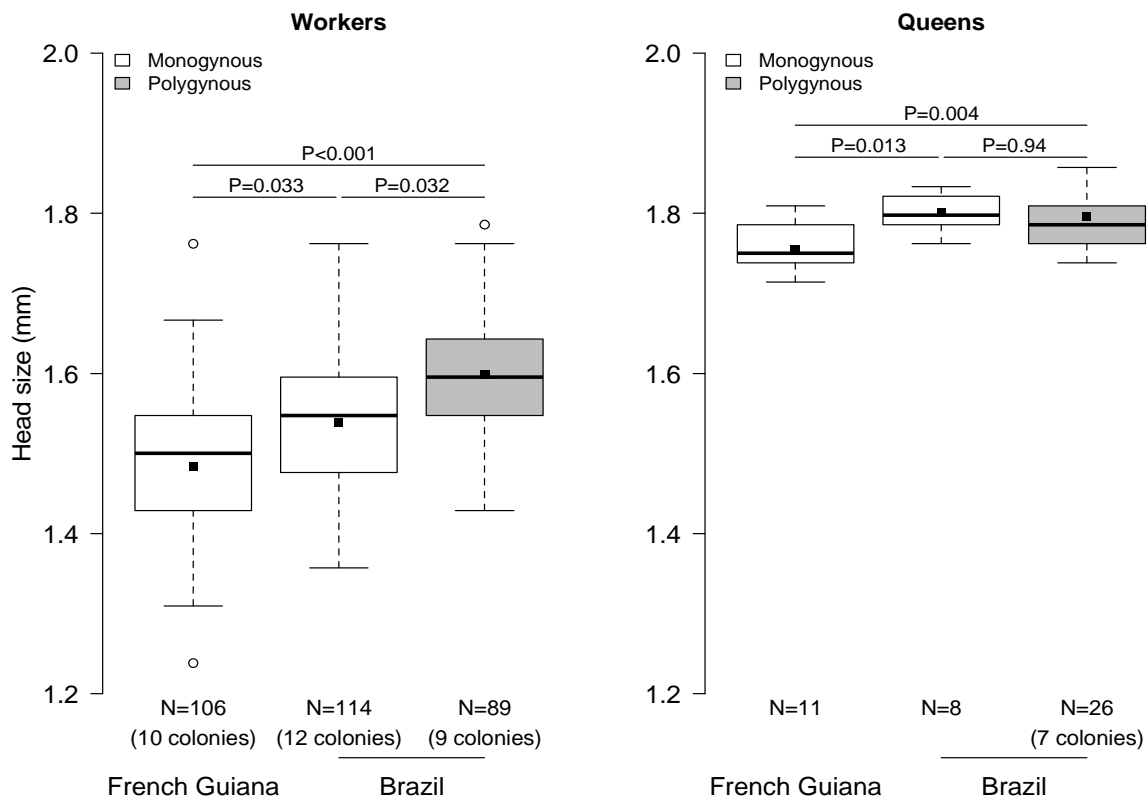 Workers
2.0
Monogynous
Polygynous
P<0.001
P=0.033
P=0.032
1.8
1.6
1.4
1.2
Head size (mm)
N=106
N=114
N=89
(10 colonies)
(12 colonies)
(9 colonies)
French Guiana
Brazil
Queens
2.0
Monogynous
Polygynous
P=0.004
P=0.013
P=0.94
1.8
1.6
1.4
1.2
N=11
N=8
N=26
(7 colonies)
French Guiana
Brazil